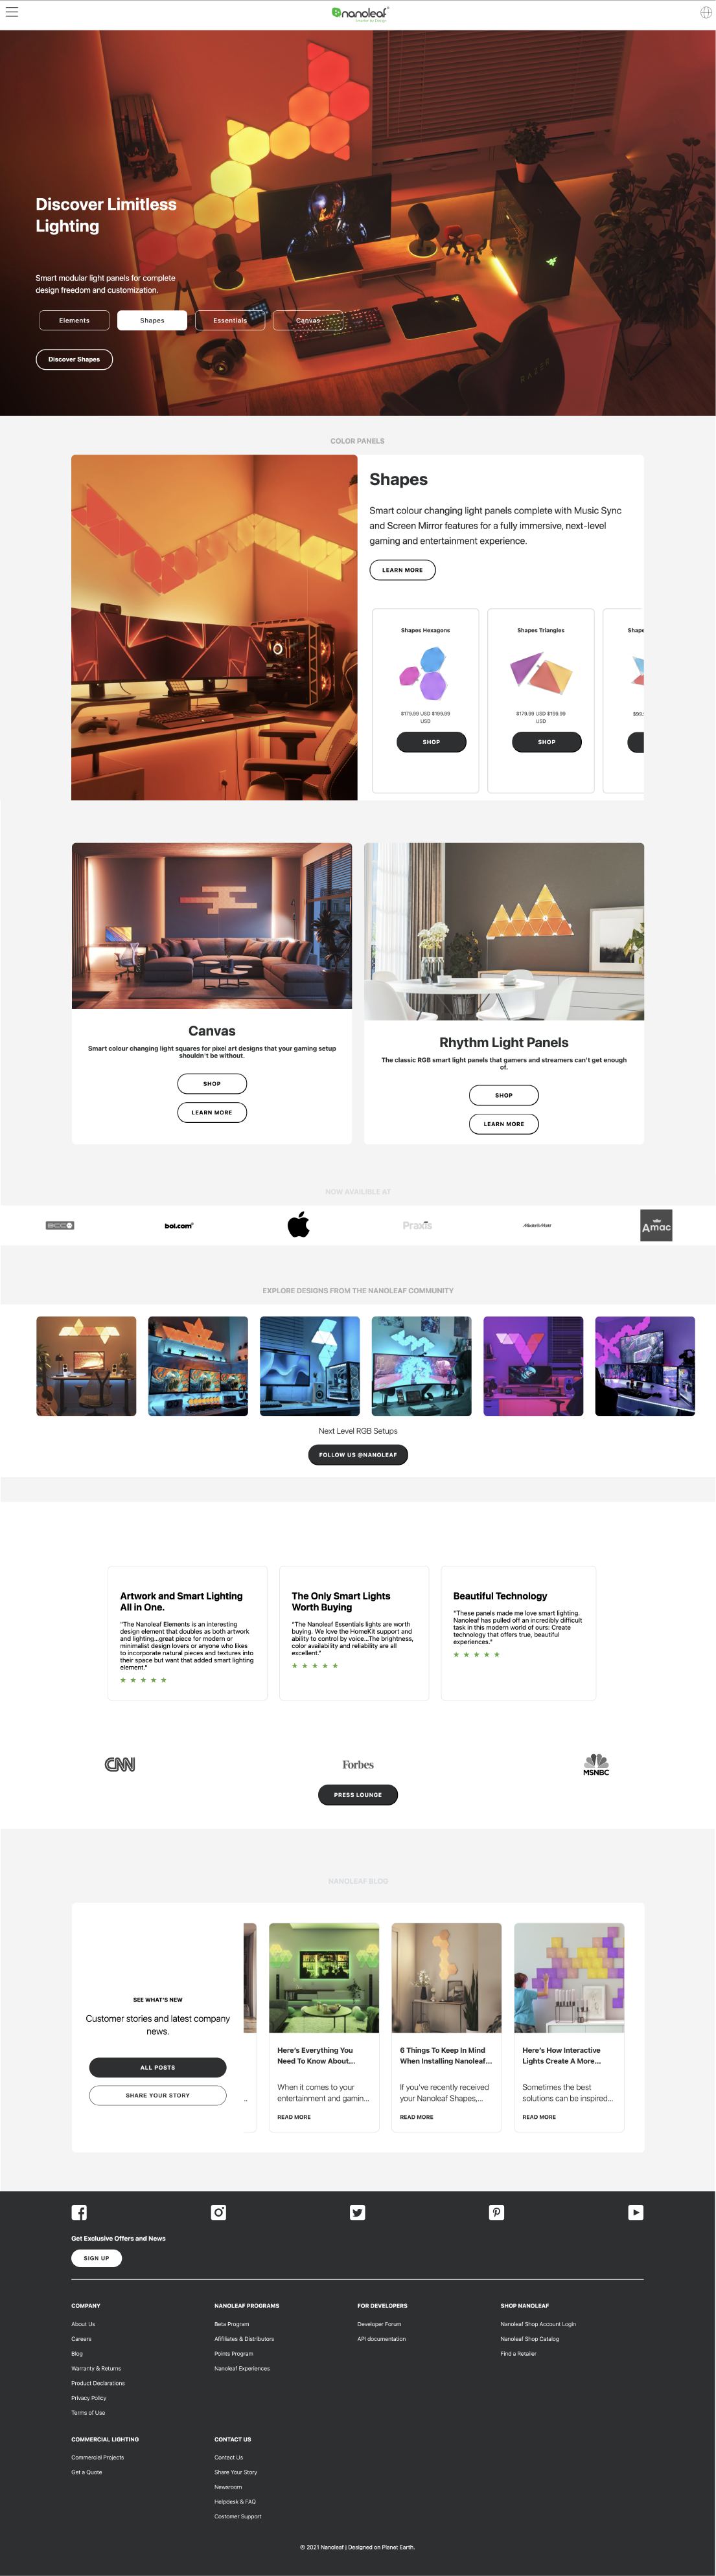 nanoleaf
Discover Limitless
Lighting
Smart modular light panels for complete
design freedom and customization.
Elements
Shapes
Essentials
Canvas
Discover Shapes
RAZER
COLOR PANELS
Shapes
Smart colour changing light panels complete with Music Sync
and Screen Mirror features for a fully immersive, next-level
gaming and entertainment experience.
LEARN MORE
Shapes Hexagons
$179.99 USD $199.99
USD
SHOP
Shapes Triangles
$179.99 USD $199.99
USD
SHOP
Shape
$99.
Canvas
Smart colour changing light squares for pixel art designs that your gaming setup
shouldn't be without.
SHOP
LEARN MORE
Rhythm Light Panels
The classic RGB smart light panels that gamers and streamers can't get enough
of.
SHOP
LEARN MORE
NOW AVAILIBLE AT
bol.com
Praxis
MediaMarkt
Amac
EXPLORE DESIGNS FROM THE NANOLEAF COMMUNITY
Next Level RGB Setups
FOLLOW US @NANOLEAF
Artwork and Smart Lighting
All in One.
"The Nanoleaf Elements is an interesting
design element that doubles as both artwork
and lighting...great piece for modern or
minimalist design lovers or anyone who likes
to incorporate natural pieces and textures into
their space but want that added smart lighting
element."
The Only Smart Lights
Worth Buying
"The Nanoleaf Essentials lights are worth
buying. We love the HomeKit support and
ability to control by voice...The brightness,
color availability and reliability are all
excellent."
Beautiful Technology
"These panels made me love smart lighting.
Nanoleaf has pulled off an incredibly difficult
task in this modern world of ours: Create
technology that offers true, beautiful
experiences."
CNN
Forbes
MSNBC
PRESS LOUNGE
NANOLEAF BLOG
SEE WHAT'S NEW
Customer stories and latest company
news.
ALL POSTS
SHARE YOUR STORY
..
Here's Everything You
Need To Know About...
When it comes to your
entertainment and gamin...
READ MORE
6 Things To Keep In Mind
When Installing Nanoleaf...
If you've recently received
your Nanoleaf Shapes,...
READ MORE
Here's How Interactive
Lights Create A More...
Sometimes the best
solutions can be inspired...
READ MORE
Get Exclusive Offers and News
SIGN UP
COMPANY
About Us
Careers
Blog
Warranty & Returns
Product Declarations
Privacy Policy
Terms of Use
NANOLEAF PROGRAMS
Beta Program
Afifiliates & Distributors
Points Program
Nanoleaf Experiences
FOR DEVELOPERS
Developer Forum
API documentation
SHOP NANOLEAF
Nanoleaf Shop Account Login
Nanoleaf Shop Catalog
Find a Retailer
COMMERCIAL LIGHTING
Commercial Projects
Get a Quote
CONTACT US
Contact Us
Share Your Story
Newsroom
Helpdesk & FAQ
Costomer Support
© 2021 Nanoleaf | Designed on Planet Earth.